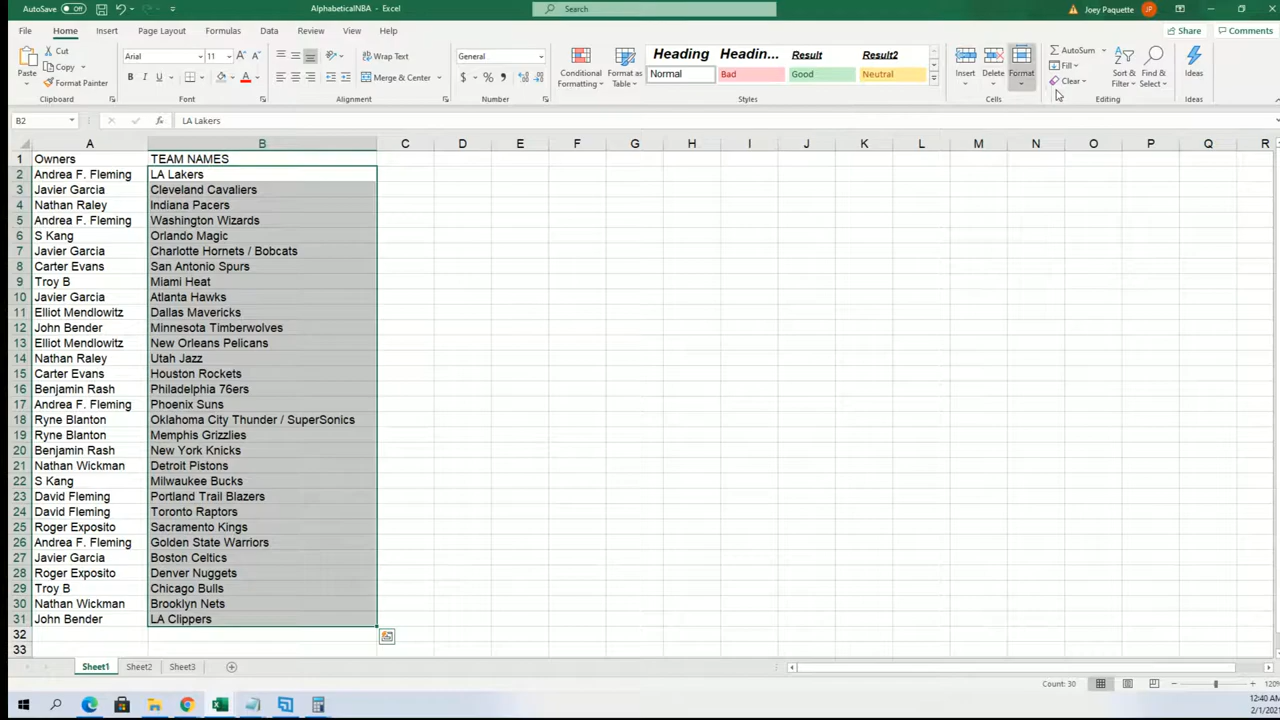 AutoSave Off AlphabeticalNBA - Excel Search Joey Paquette JP
File Home Insert Page Layout Formulas Data Review View Help Share Comments
Paste Cut Copy Format Painter Clipboard
Arial 11 B I U A A A Font
Wrap Text Merge & Center Alignment
General $ % Number
Conditional Formatting Format as Table Heading Headin... Result Result2
Normal Bad Good Neutral Styles
Insert Delete Format Cells
AutoSum Fill Clear Sort & Filter Find & Select Editing
Ideas Ideas
B2 fx LA Lakers
A B C D E F G H I J K L M N O P Q R
1 Owners TEAM NAMES
2 Andrea F. Fleming LA Lakers
3 Javier Garcia Cleveland Cavaliers
4 Nathan Raley Indiana Pacers
5 Andrea F. Fleming Washington Wizards
6 S Kang Orlando Magic
7 Javier Garcia Charlotte Hornets / Bobcats
8 Carter Evans San Antonio Spurs
9 Troy B Miami Heat
10 Javier Garcia Atlanta Hawks
11 Elliot Mendlowitz Dallas Mavericks
12 John Bender Minnesota Timberwolves
13 Elliot Mendlowitz New Orleans Pelicans
14 Nathan Raley Utah Jazz
15 Carter Evans Houston Rockets
16 Benjamin Rash Philadelphia 76ers
17 Andrea F. Fleming Phoenix Suns
18 Ryne Blanton Oklahoma City Thunder / SuperSonics
19 Ryne Blanton Memphis Grizzlies
20 Benjamin Rash New York Knicks
21 Nathan Wickman Detroit Pistons
22 S Kang Milwaukee Bucks
23 David Fleming Portland Trail Blazers
24 David Fleming Toronto Raptors
25 Roger Exposito Sacramento Kings
26 Andrea F. Fleming Golden State Warriors
27 Javier Garcia Boston Celtics
28 Roger Exposito Denver Nuggets
29 Troy B Chicago Bulls
30 Nathan Wickman Brooklyn Nets
31 John Bender LA Clippers
32
33
Sheet1 Sheet2 Sheet3
Count: 30 120%
12:40 AM